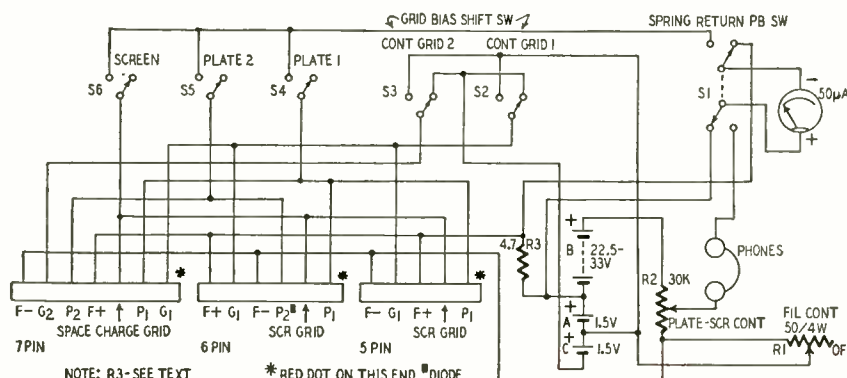 GRID BIAS SHIFT SW
SPRING RETURN PB SW
SCREEN
PLATE 2
PLATE 1
CONT GRID 2
CONT GRID 1
S6
S5
S4
S3
S2
S1
−
50μA
+
4.7
R3
+
B
22.5-
33V
PHONES
R2
30K
PLATE-SCR CONT
FIL CONT
50/4W
R1
OF
+
A
1.5V
+
C
1.5V
* * *
F− G2 P2 F+ ↑ P1 G1
SPACE CHARGE GRID
7 PIN
F+ G1 F− P2■ ↑ P1
SCR GRID
6 PIN
F− G1 F+ ↑ P1
SCR GRID
5 PIN
NOTE: R3-SEE TEXT
* RED DOT ON THIS END ■DIODE